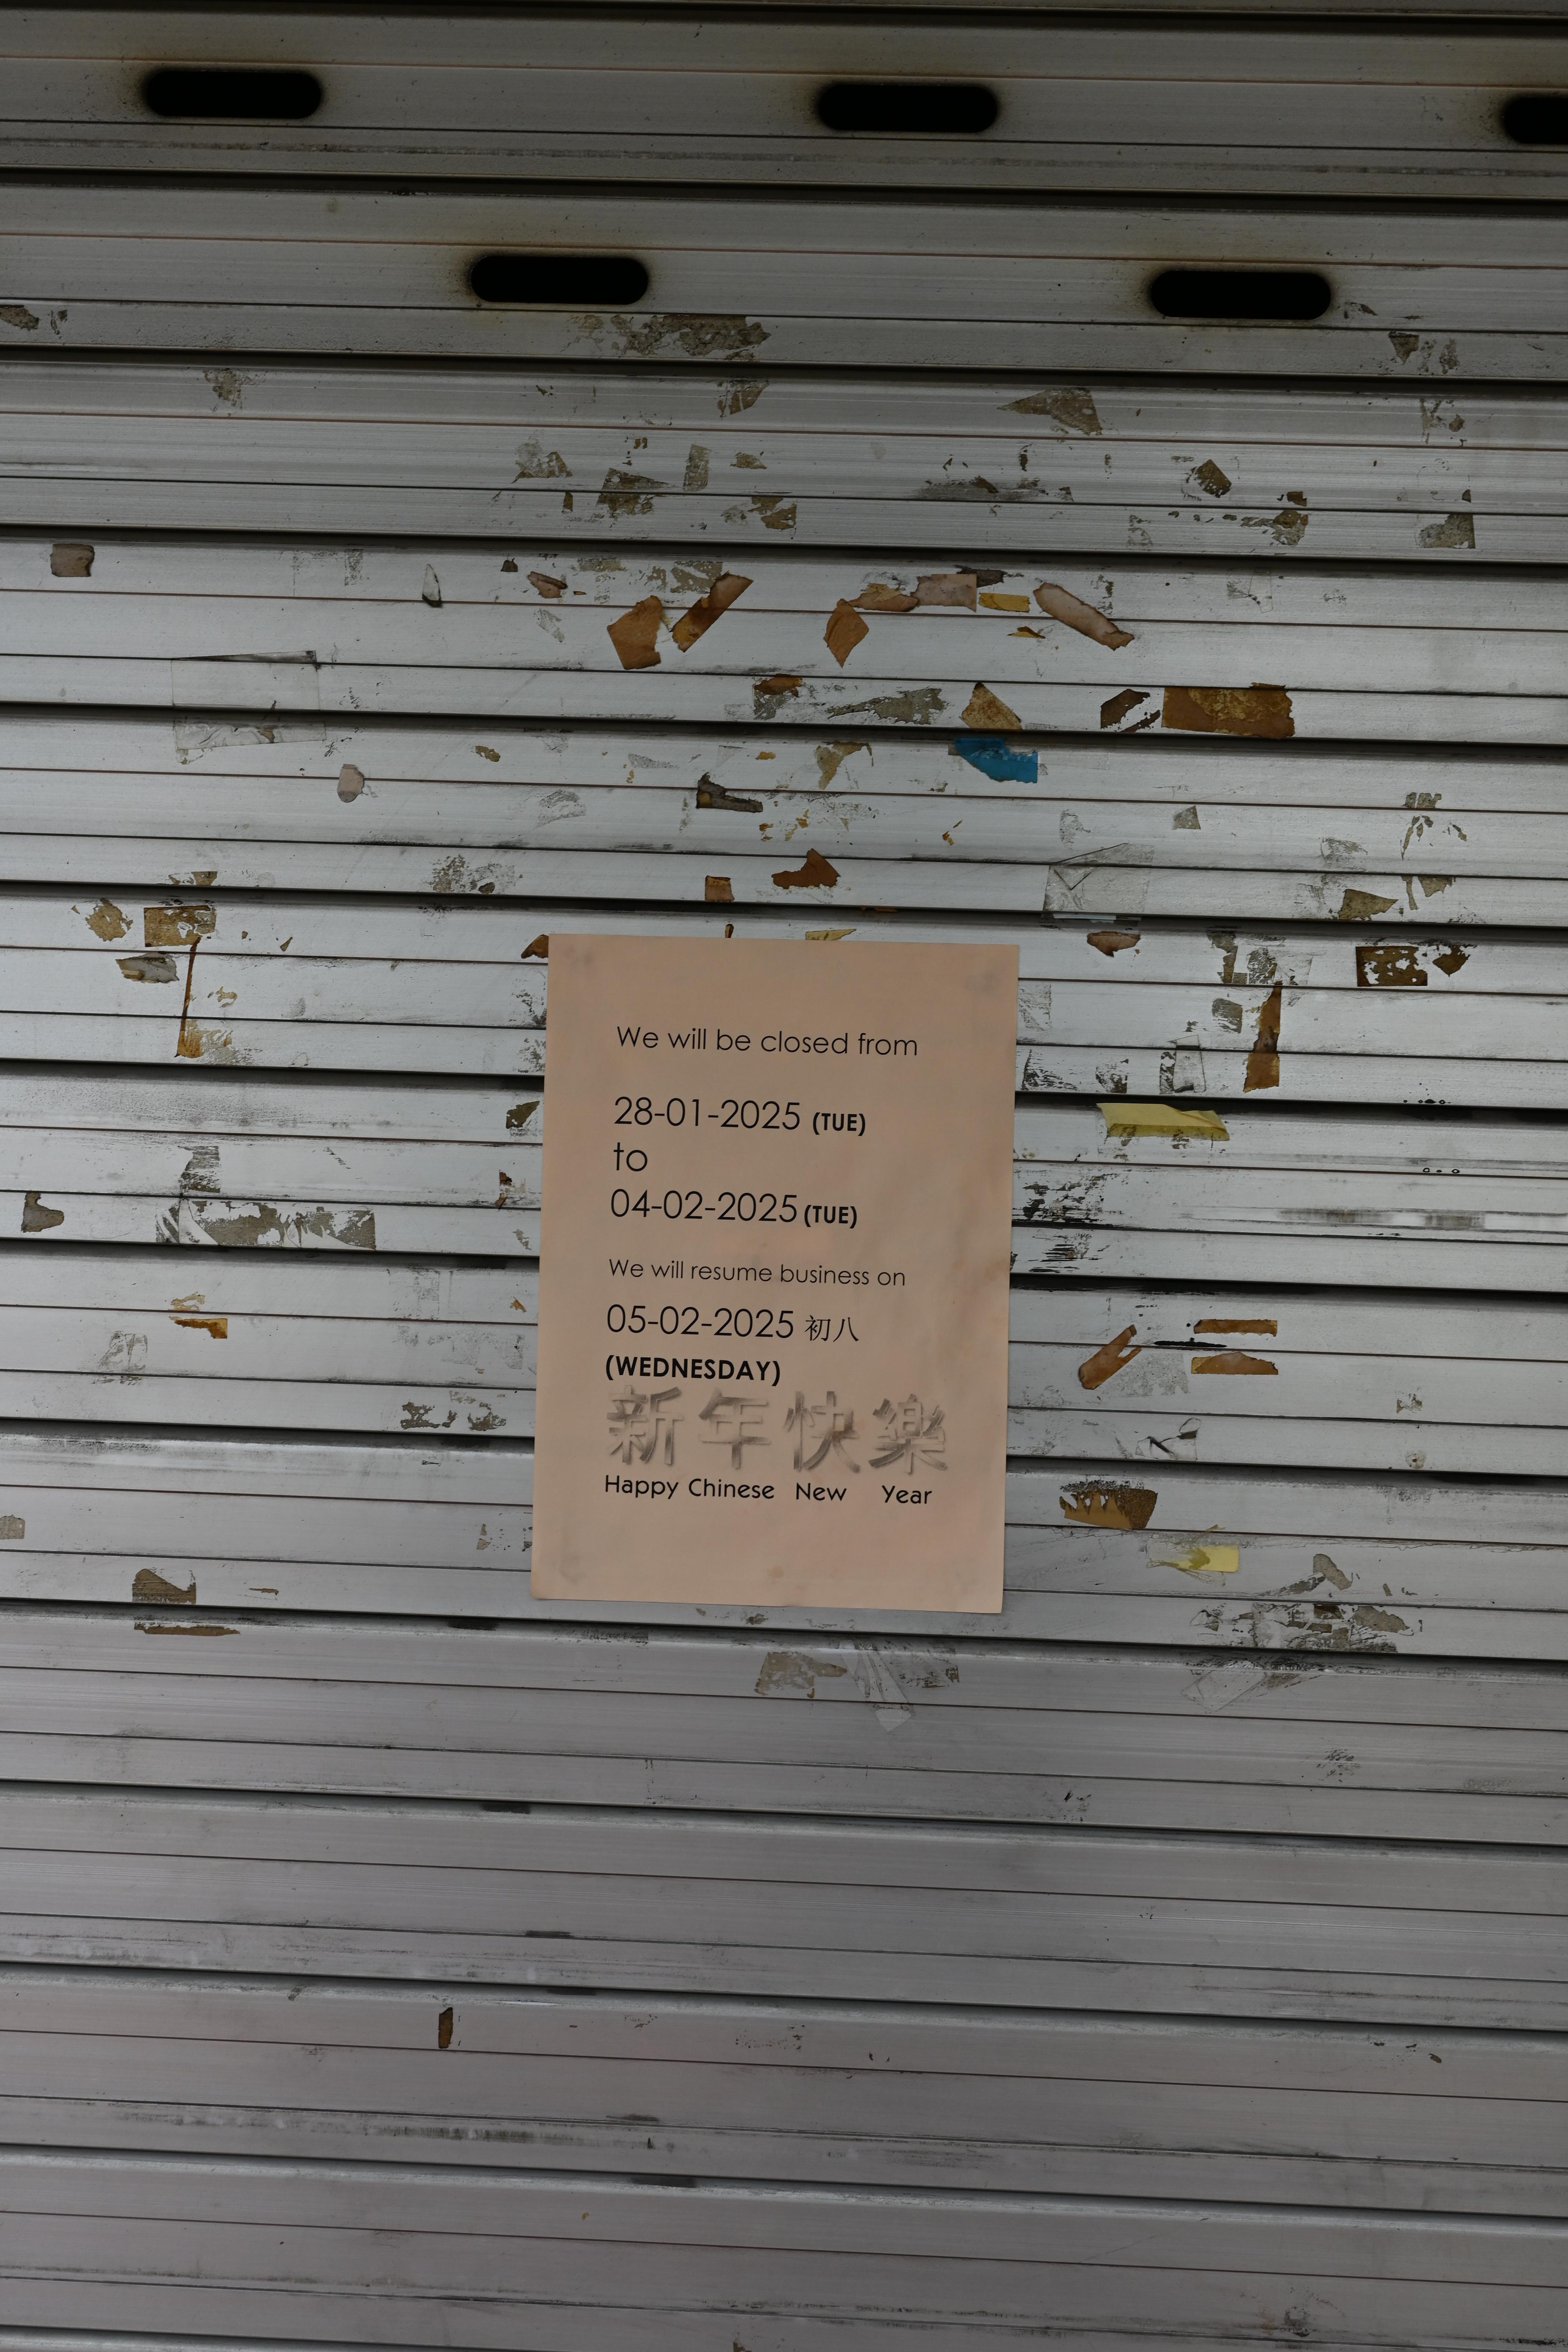 We will be closed from
28-01-2025 (TUE)
to
04-02-2025 (TUE)
We will resume business on
05-02-2025 初八
(WEDNESDAY)
新年快樂
Happy Chinese New Year